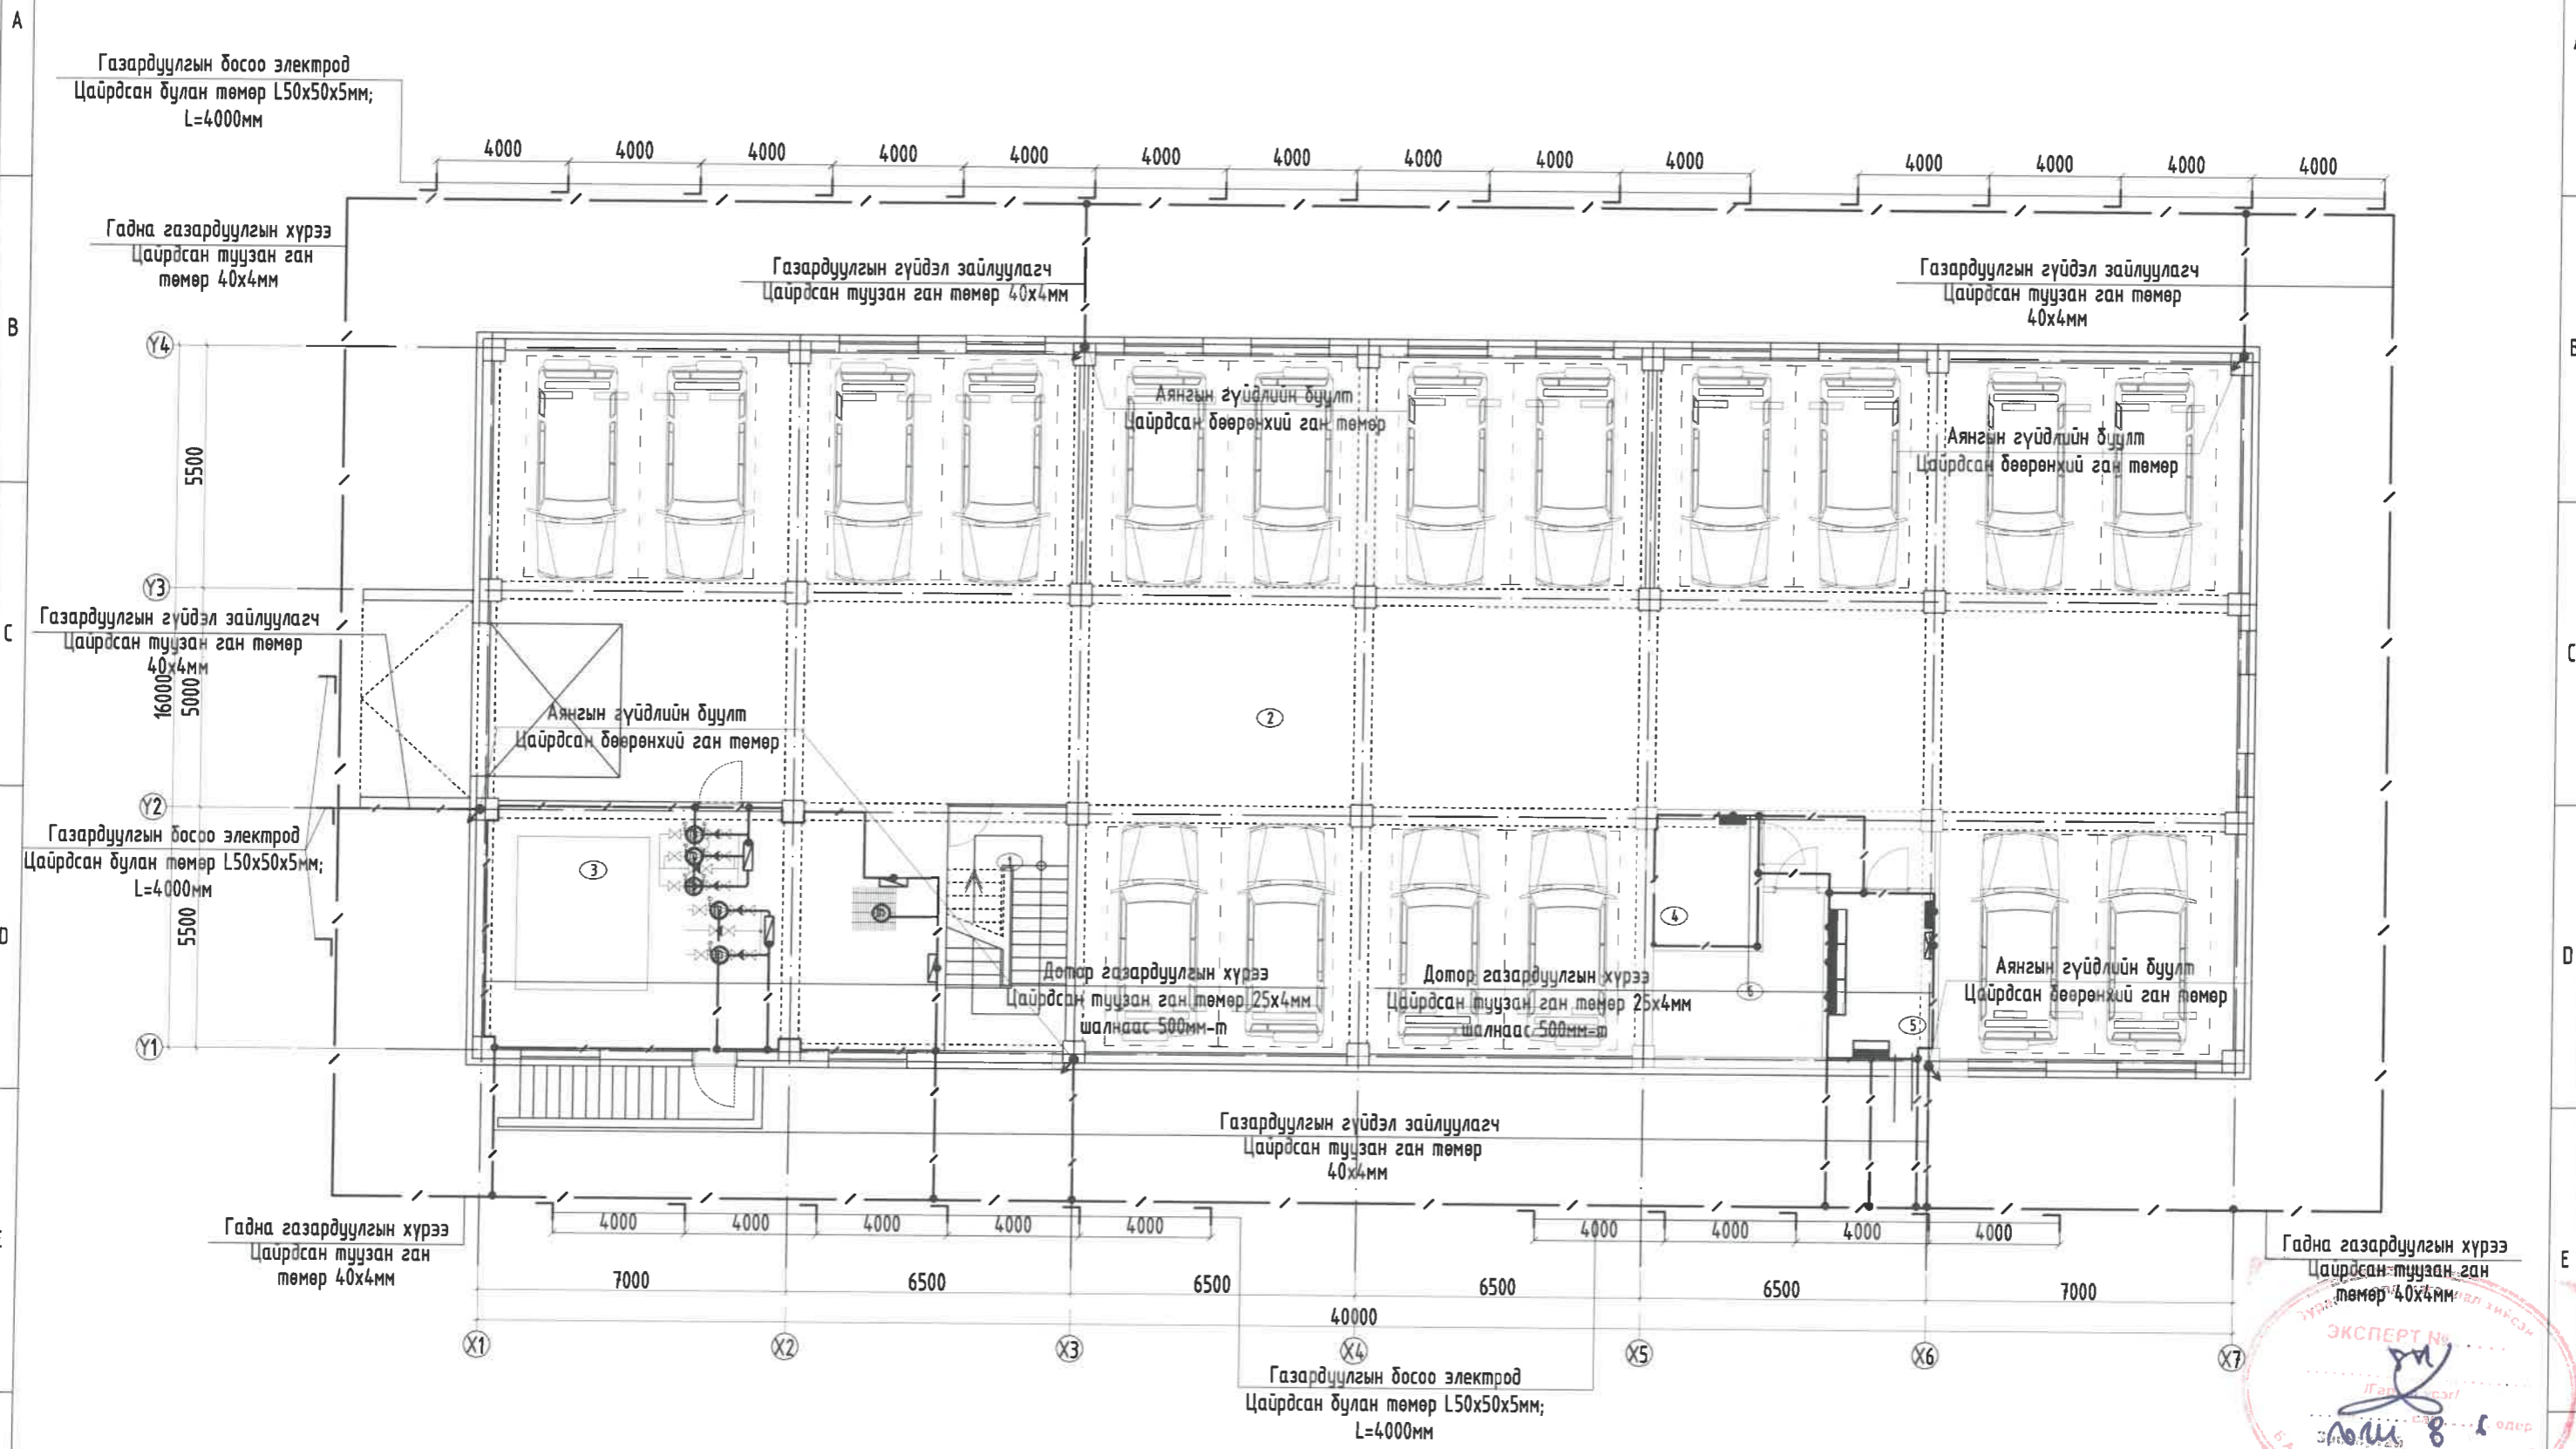 A
Газардуулгын босоо электрод
Цайрдсан булан төмөр L50x50x5мм;
L=4000мм
4000 4000 4000 4000 4000 4000 4000 4000 4000 4000 4000 4000 4000 4000
Гадна газардуулгын хүрээ
Цайрдсан туузан ган
төмөр 40x4мм
Газардуулгын гүйдэл зайлуулагч
Цайрдсан туузан ган төмөр 40x4мм
Газардуулгын гүйдэл зайлуулагч
Цайрдсан туузан ган төмөр
40x4мм
B
Y4
Аянгын гүйдлийн буулт
Цайрдсан бөөрөнхий ган төмөр
Аянгын гүйдлийн буулт
Цайрдсан бөөрөнхий ган төмөр
5500
Y3
C
C
Газардуулгын гүйдэл зайлуулагч
Цайрдсан туузан ган төмөр
40x4мм
16000
5000
Аянгын гүйдлийн буулт
Цайрдсан бөөрөнхий ган төмөр
2
Y2
Газардуулгын босоо электрод
Цайрдсан булан төмөр L50x50x5мм;
L=4000мм
3
1
4
5500
D
D
Дотор газардуулгын хүрээ
Цайрдсан туузан ган төмөр 25x4мм
шалнаас 500мм-т
Дотор газардуулгын хүрээ
Цайрдсан туузан ган төмөр 25x4мм
шалнаас 500мм-т
6
5
Аянгын гүйдлийн буулт
Цайрдсан бөөрөнхий ган төмөр
Y1
Газардуулгын гүйдэл зайлуулагч
Цайрдсан туузан ган төмөр
40x4мм
4000 4000 4000 4000 4000 4000 4000 4000 4000
Гадна газардуулгын хүрээ
Цайрдсан туузан ган
төмөр 40x4мм
Гадна газардуулгын хүрээ
Цайрдсан туузан ган
төмөр 40x4мм
E
7000 6500 6500 6500 6500 7000
40000
X1 X2 X3 X4 X5 X6 X7
Газардуулгын босоо электрод
Цайрдсан булан төмөр L50x50x5мм;
L=4000мм
ЭКСПЕРТ №